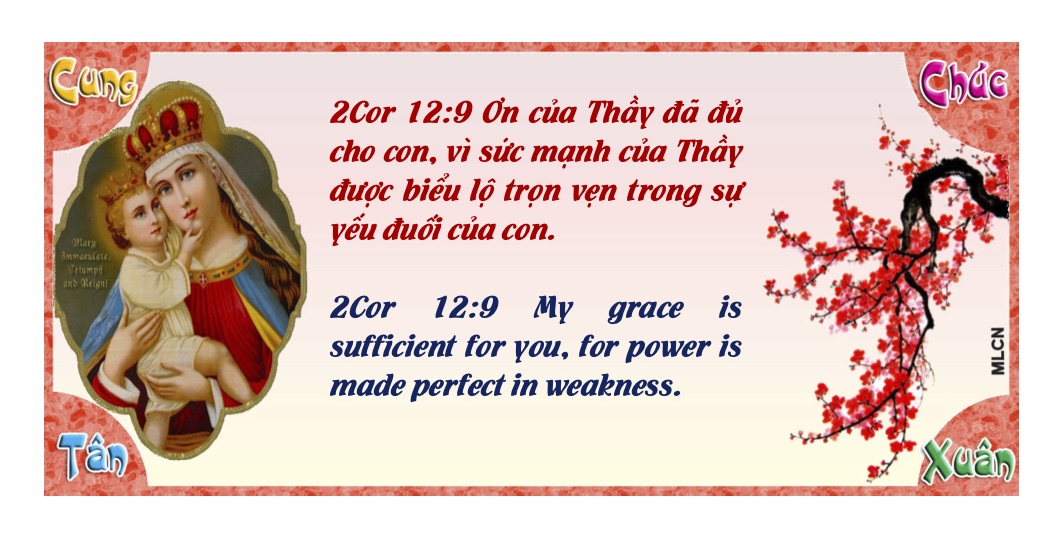 Cung
Chúc
2Cor 12:9 Ơn của Thầy đã đủ
cho con, vì sức mạnh của Thầy
được biểu lộ trọn vẹn trong sự
yếu đuối của con.
2Cor 12:9 My grace is
sufficient for you, for power is
made perfect in weakness.
Mary
Immaculate,
Triumph
and Reign!
MLCN
Tân
Xuân